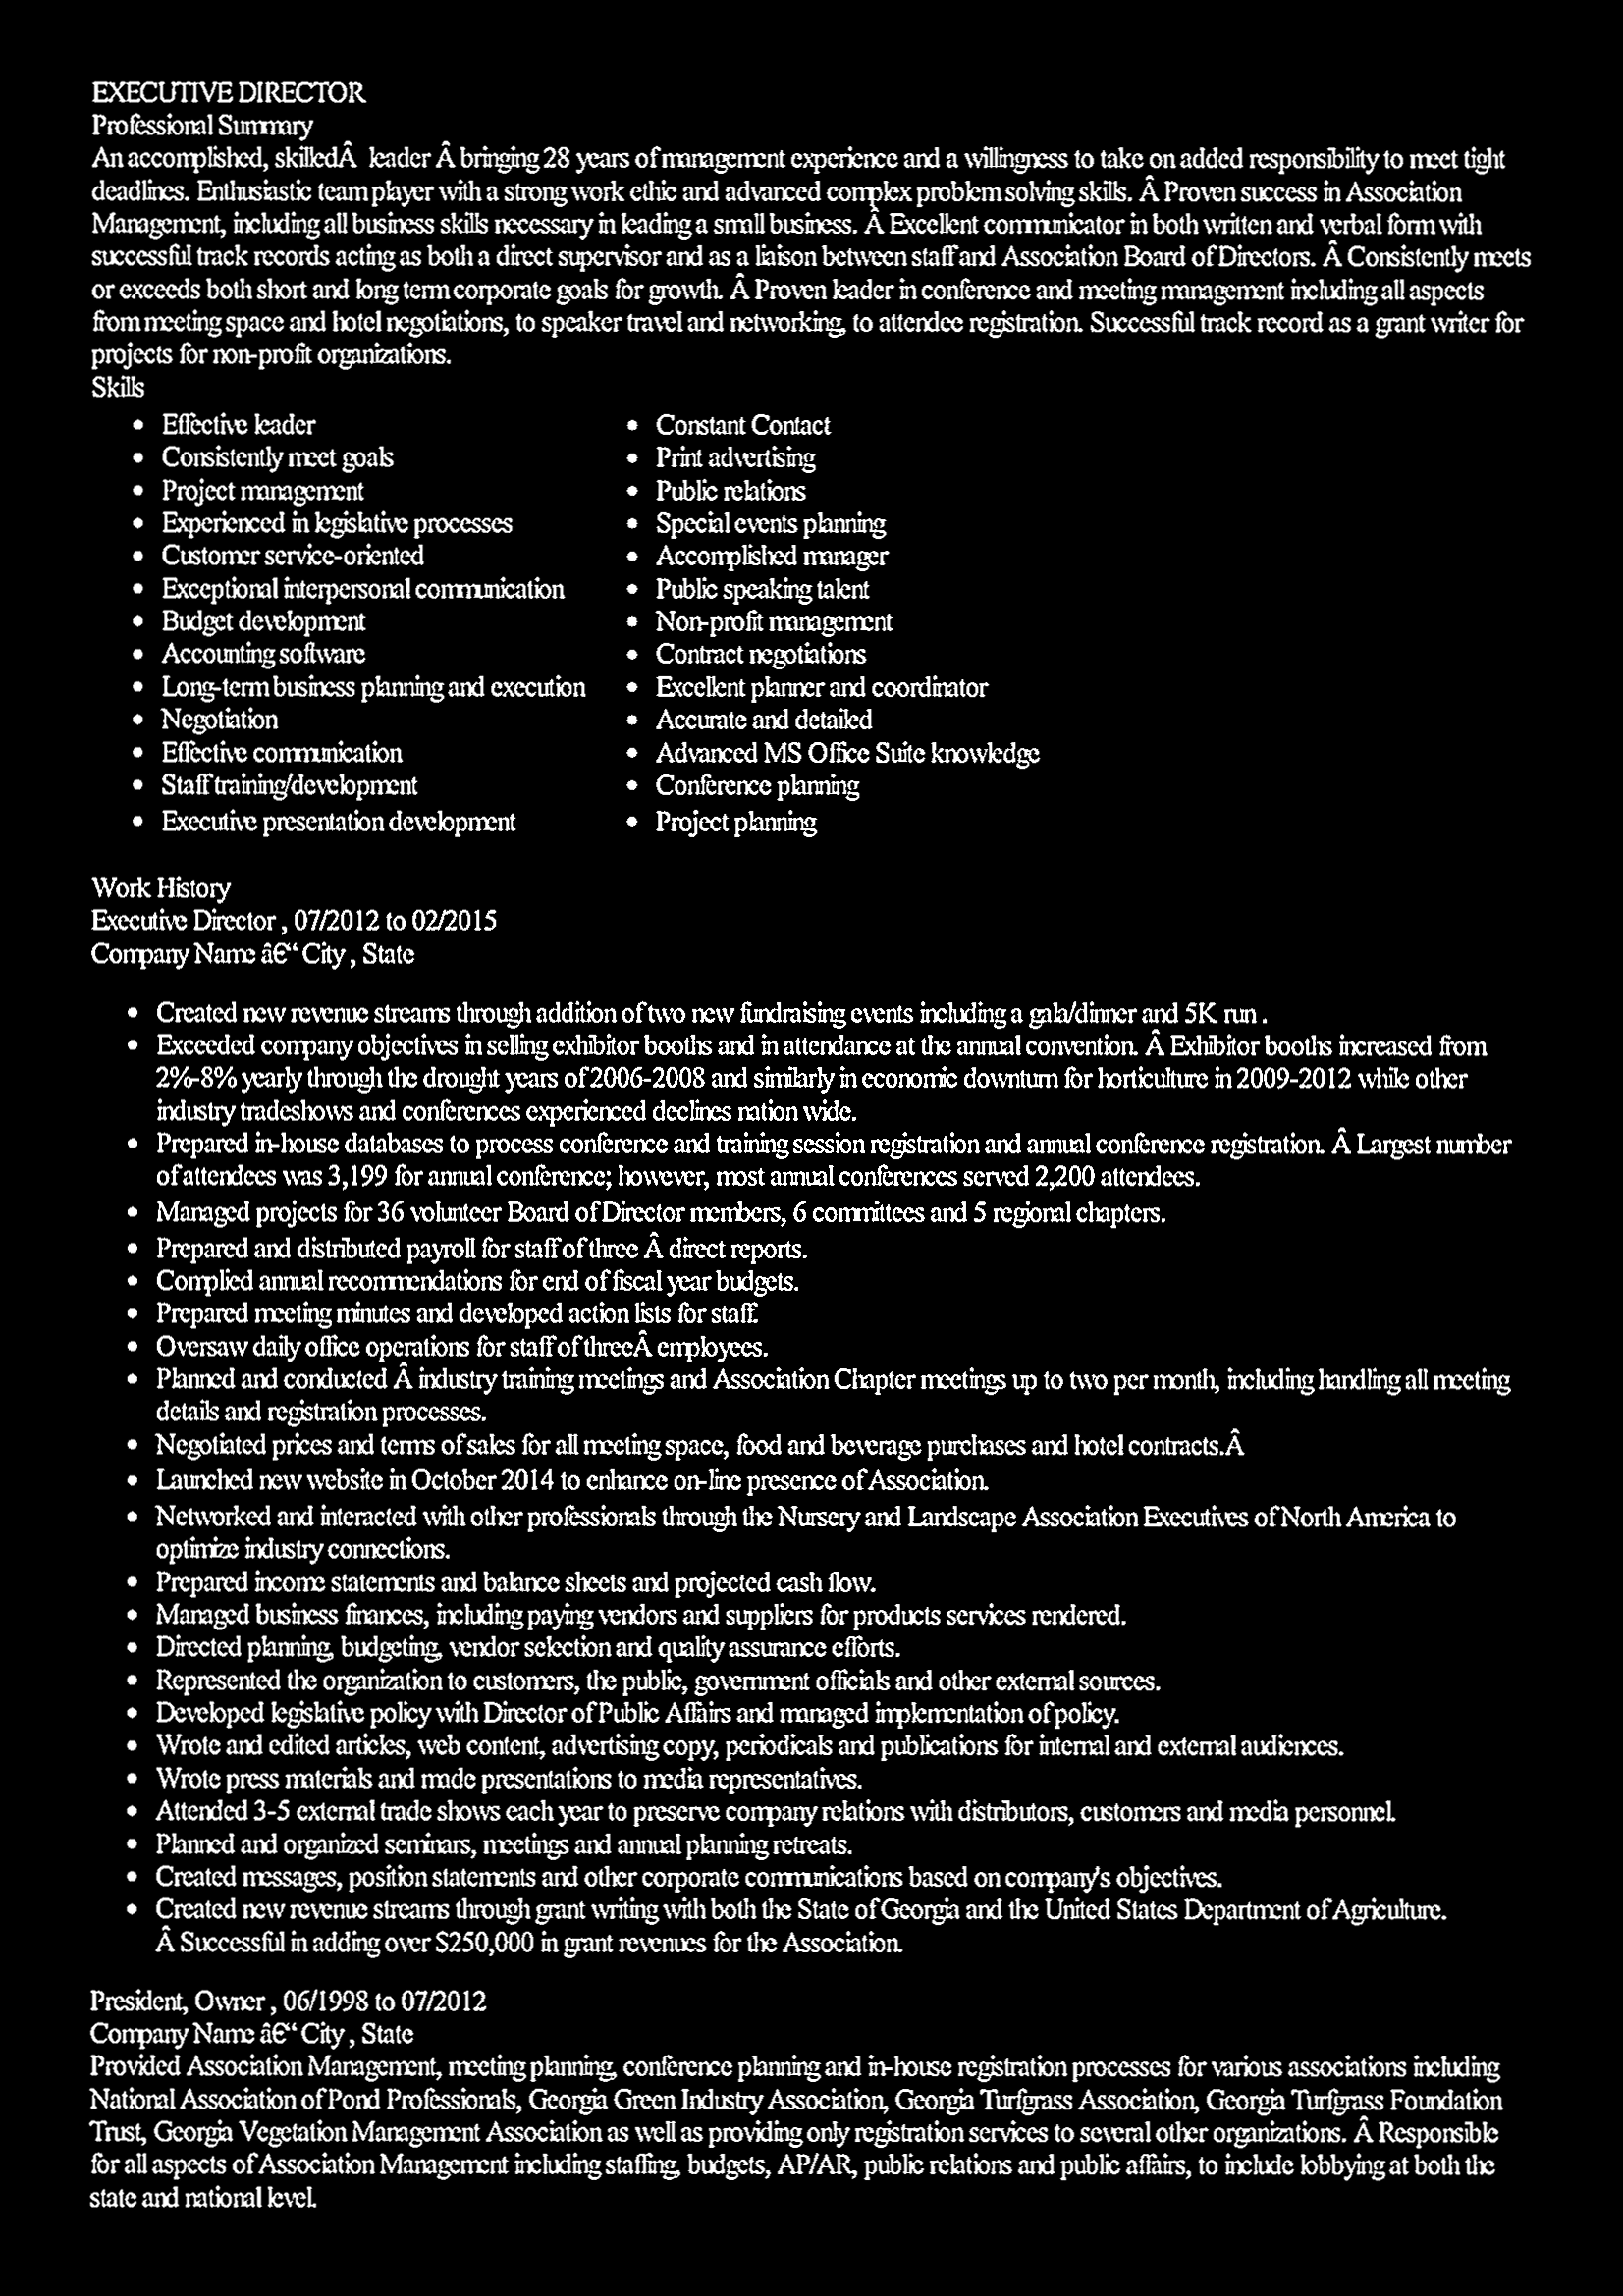 EXECUTIVE DIRECTOR
Professional Summary
An accomplished, skilledÂ  leader Â bringing 28 years of management experience and a willingness to take on added responsibility to meet tight
deadlines. Enthusiastic team player with a strong work ethic and advanced complex problem solving skills. Â Proven success in Association
Management, including all business skills necessary in leading a small business. Â Excellent communicator in both written and verbal form with
successful track records acting as both a direct supervisor and as a liaison between staff and Association Board of Directors. Â Consistently meets
or exceeds both short and long term corporate goals for growth. Â Proven leader in conference and meeting management including all aspects
from meeting space and hotel negotiations, to speaker travel and networking, to attendee registration. Successful track record as a grant writer for
projects for non-profit organizations.
Skills
• Effective leader
• Consistently meet goals
• Project management
• Experienced in legislative processes
• Customer service-oriented
• Exceptional interpersonal communication
• Budget development
• Accounting software
• Long-term business planning and execution
• Negotiation
• Effective communication
• Staff training/development
• Executive presentation development
• Constant Contact
• Print advertising
• Public relations
• Special events planning
• Accomplished manager
• Public speaking talent
• Non-profit management
• Contract negotiations
• Excellent planner and coordinator
• Accurate and detailed
• Advanced MS Office Suite knowledge
• Conference planning
• Project planning
Work History
Executive Director , 07/2012 to 02/2015
Company Name â€“ City , State
• Created new revenue streams through addition of two new fundraising events including a gala/dinner and 5K run .
• Exceeded company objectives in selling exhibitor booths and in attendance at the annual convention. Â Exhibitor booths increased from
2%-8% yearly through the drought years of 2006-2008 and similarly in economic downturn for horticulture in 2009-2012 while other
industry tradeshows and conferences experienced declines nation wide.
• Prepared in-house databases to process conference and training session registration and annual conference registration. Â Largest number
of attendees was 3,199 for annual conference; however, most annual conferences served 2,200 attendees.
• Managed projects for 36 volunteer Board of Director members, 6 committees and 5 regional chapters.
• Prepared and distributed payroll for staff of three Â direct reports.
• Complied annual recommendations for end of fiscal year budgets.
• Prepared meeting minutes and developed action lists for staff.
• Oversaw daily office operations for staff of threeÂ employees.
• Planned and conducted Â industry training meetings and Association Chapter meetings up to two per month, including handling all meeting
details and registration processes.
• Negotiated prices and terms of sales for all meeting space, food and beverage purchases and hotel contracts.Â
• Launched new website in October 2014 to enhance on-line presence of Association.
• Networked and interacted with other professionals through the Nursery and Landscape Association Executives of North America to
optimize industry connections.
• Prepared income statements and balance sheets and projected cash flow.
• Managed business finances, including paying vendors and suppliers for products services rendered.
• Directed planning, budgeting, vendor selection and quality assurance efforts.
• Represented the organization to customers, the public, government officials and other external sources.
• Developed legislative policy with Director of Public Affairs and managed implementation of policy.
• Wrote and edited articles, web content, advertising copy, periodicals and publications for internal and external audiences.
• Wrote press materials and made presentations to media representatives.
• Attended 3-5 external trade shows each year to preserve company relations with distributors, customers and media personnel.
• Planned and organized seminars, meetings and annual planning retreats.
• Created messages, position statements and other corporate communications based on company's objectives.
• Created new revenue streams through grant writing with both the State of Georgia and the United States Department of Agriculture.
Â Successful in adding over $250,000 in grant revenues for the Association.
President, Owner , 06/1998 to 07/2012
Company Name â€“ City , State
Provided Association Management, meeting planning, conference planning and in-house registration processes for various associations including
National Association of Pond Professionals, Georgia Green Industry Association, Georgia Turfgrass Association, Georgia Turfgrass Foundation
Trust, Georgia Vegetation Management Association as well as providing only registration services to several other organizations. Â Responsible
for all aspects of Association Management including staffing, budgets, AP/AR, public relations and public affairs, to include lobbying at both the
state and national level.